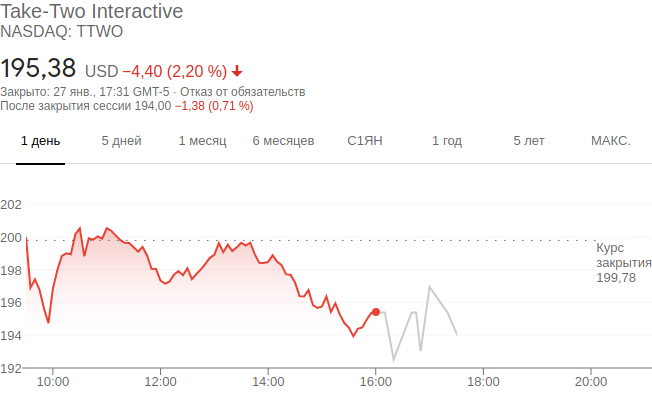 Take-Two Interactive
NASDAQ: TTWO
195,38 USD −4,40 (2,20 %)
Закрыто: 27 янв., 17:31 GMT-5 · Отказ от обязательств
После закрытия сессии 194,00 −1,38 (0,71 %)
1 день 5 дней 1 месяц 6 месяцев С1ЯН 1 год 5 лет МАКС.
202
200
198
196
194
192
Курс
закрытия
199,78
10:00 12:00 14:00 16:00 18:00 20:00